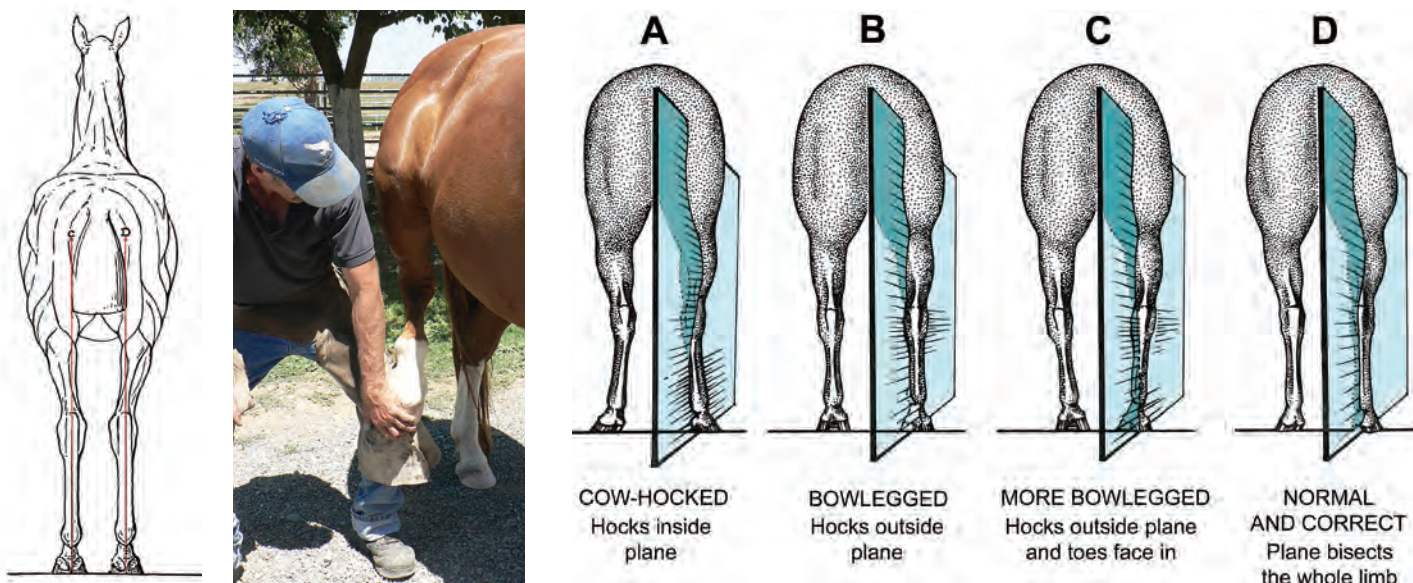 C D
A B C D
COW-HOCKED
Hocks inside
plane
BOWLEGGED
Hocks outside
plane
MORE BOWLEGGED
Hocks outside plane
and toes face in
NORMAL
AND CORRECT
Plane bisects
the whole limb